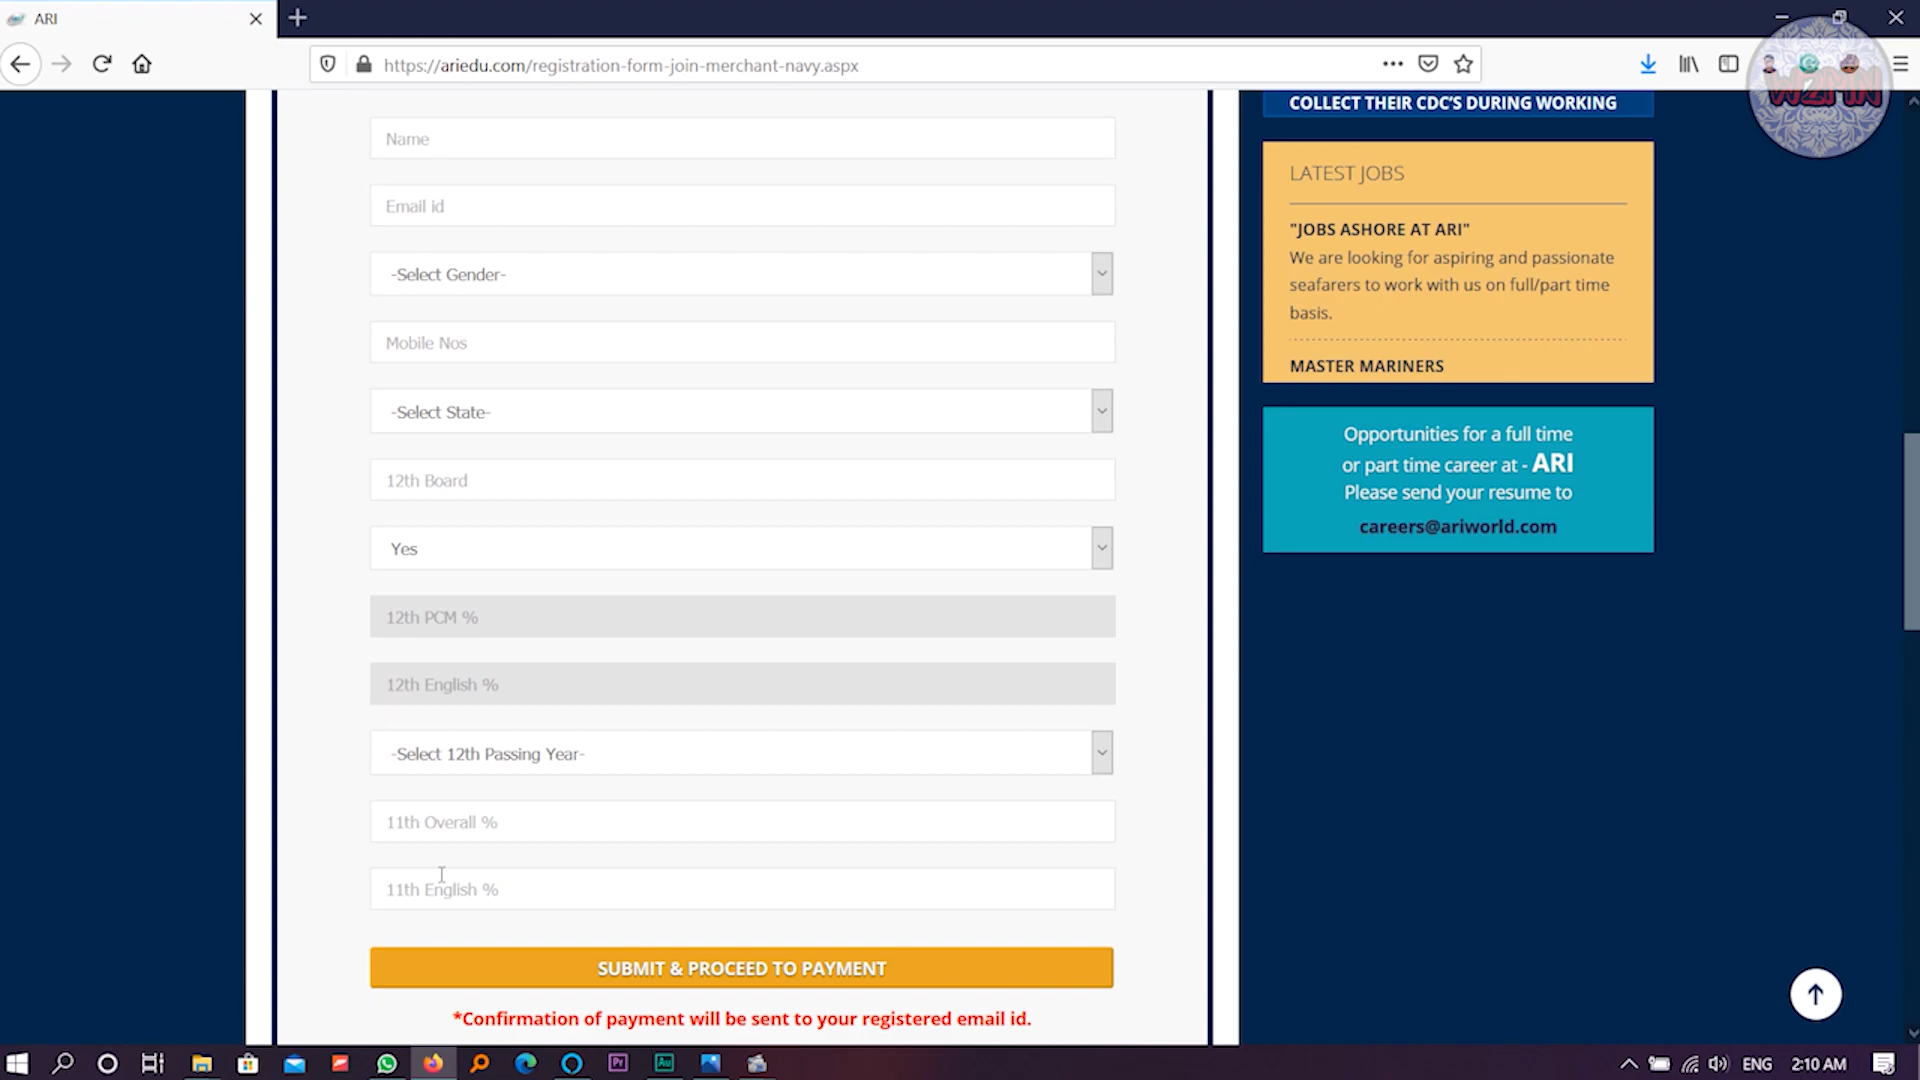 ARI
https://ariedu.com/registration-form-join-merchant-navy.aspx
WZMN
Name
Email id
-Select Gender-
Mobile Nos
-Select State-
12th Board
Yes
12th PCM %
12th English %
-Select 12th Passing Year-
11th Overall %
11th English %
SUBMIT & PROCEED TO PAYMENT
*Confirmation of payment will be sent to your registered email id.
COLLECT THEIR CDC'S DURING WORKING
LATEST JOBS
"JOBS ASHORE AT ARI"
We are looking for aspiring and passionate
seafarers to work with us on full/part time
basis.
MASTER MARINERS
Opportunities for a full time
or part time career at - ARI
Please send your resume to
careers@ariworld.com
Pr
Au
ENG
2:10 AM